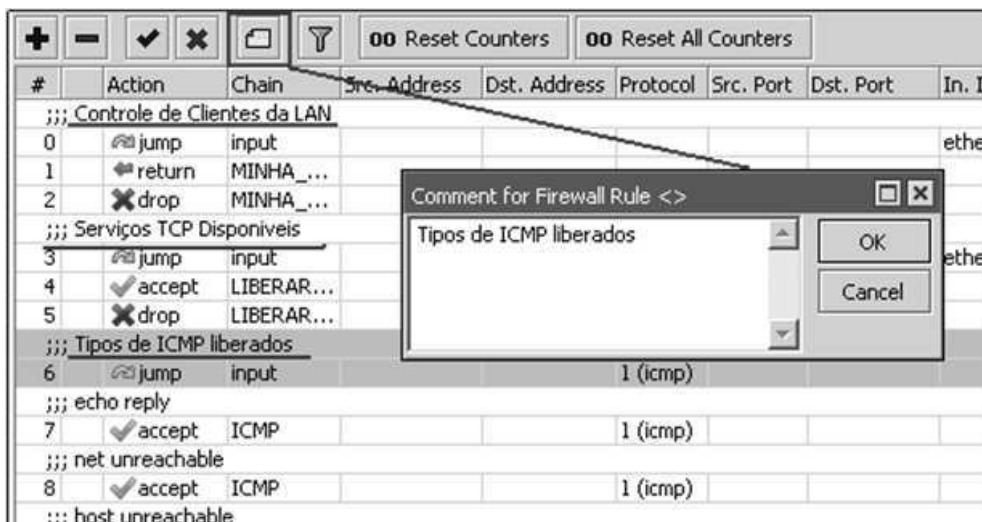 00 Reset Counters 00 Reset All Counters
# Action Chain Src. Address Dst. Address Protocol Src. Port Dst. Port In. I
;;; Controle de Clientes da LAN
0 jump input ethe
1 return MINHA_...
2 drop MINHA_...
;;; Serviços TCP Disponiveis
3 jump input ethe
4 accept LIBERAR...
5 drop LIBERAR...
;;; Tipos de ICMP liberados
6 jump input 1 (icmp)
;;; echo reply
7 accept ICMP 1 (icmp)
;;; net unreachable
8 accept ICMP 1 (icmp)
;;; host unreachable
Comment for Firewall Rule <>
Tipos de ICMP liberados
OK
Cancel